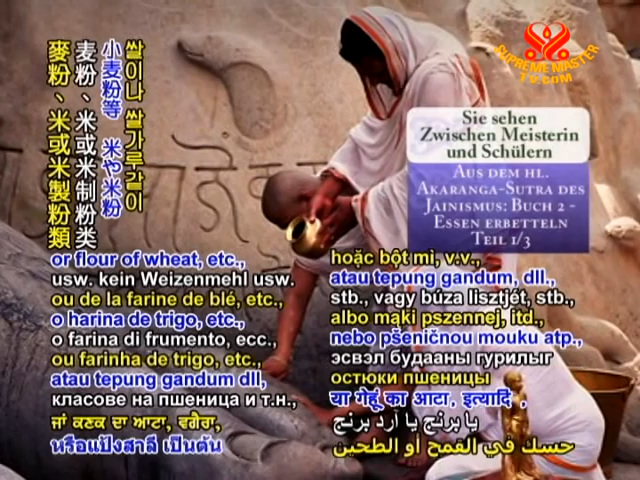 SUPREME MASTER
TV.COM
Sie sehen
Zwischen Meisterin
und Schülern
Aus dem hl.
Akaranga-Sutra des
Jainismus: Buch 2 -
Essen erbetteln
Teil 1/3
쌀이나 쌀가루같이
小麦粉等　米や米粉
麦粉、米或米制粉类
麥粉、米或米製粉類
or flour of wheat, etc.,
usw. kein Weizenmehl usw.
ou de la farine de blé, etc.,
o harina de trigo, etc.,
o farina di frumento, ecc.,
ou farinha de trigo, etc.,
atau tepung gandum dll,
класове на пшеница и т.н.,
ਜਾਂ ਕਣਕ ਦਾ ਆਟਾ, ਵਗੈਰਾ,
หรือแป้งสาลี เป็นต้น
hoặc bột mì, v.v.,
atau tepung gandum, dll.,
stb., vagy búza lisztjét, stb.,
albo mąki pszennej, itd.,
nebo pšeničnou mouku atp.,
эсвэл будааны гурилыг
остюки пшеницы
या गेहूं का आटा, इत्यादि ,
یا برنج یا آرد برنج
حسك في القمح أو الطحين